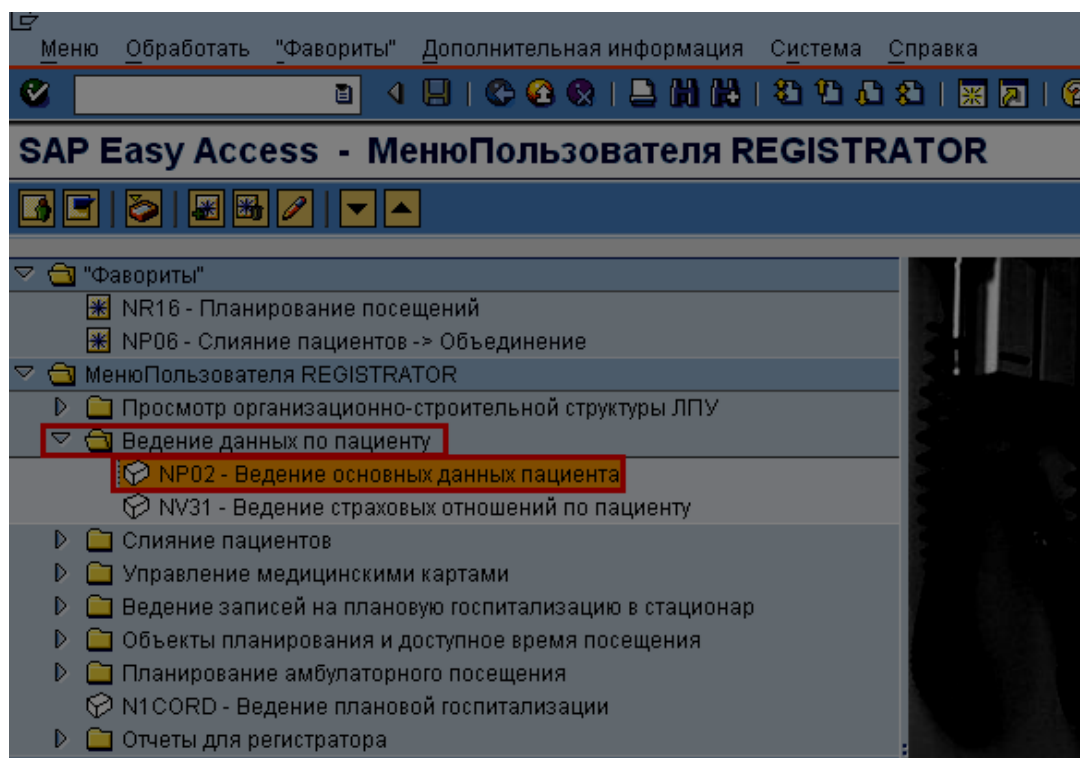 Меню Обработать "Фавориты" Дополнительная информация Система Справка
SAP Easy Access - МенюПользователя REGISTRATOR
"Фавориты"
NR16 - Планирование посещений
NP06 - Слияние пациентов -> Объединение
МенюПользователя REGISTRATOR
Просмотр организационно-строительной структуры ЛПУ
Ведение данных по пациенту
NP02 - Ведение основных данных пациента
NV31 - Ведение страховых отношений по пациенту
Слияние пациентов
Управление медицинскими картами
Ведение записей на плановую госпитализацию в стационар
Объекты планирования и доступное время посещения
Планирование амбулаторного посещения
N1CORD - Ведение плановой госпитализации
Отчеты для регистратора